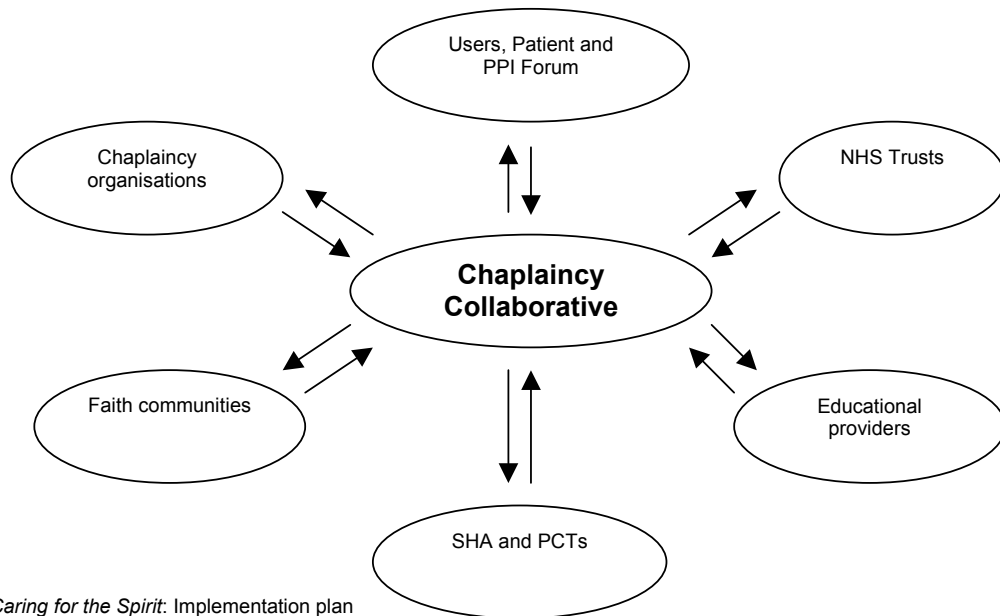 Users, Patient and
PPI Forum
Chaplaincy
organisations
NHS Trusts
Chaplaincy
Collaborative
Faith communities
Educational
providers
SHA and PCTs
Caring for the Spirit: Implementation plan